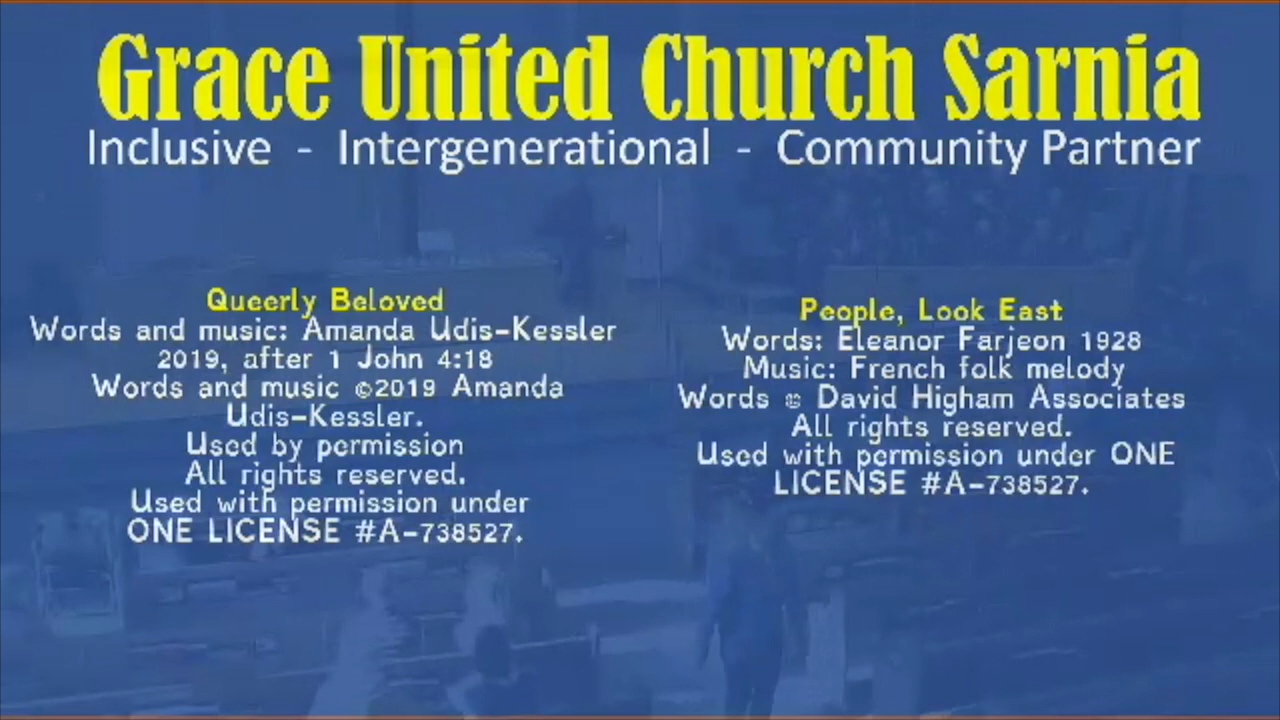 Grace United Church Sarnia
Inclusive - Intergenerational - Community Partner
Queerly Beloved
Words and music: Amanda Udis-Kessler
2019, after 1 John 4:18
Words and music ©2019 Amanda
Udis-Kessler.
Used by permission
All rights reserved.
Used with permission under
ONE LICENSE #A-738527.
People, Look East
Words: Eleanor Farjeon 1928
Music: French folk melody
Words © David Higham Associates
All rights reserved.
Used with permission under ONE
LICENSE #A-738527.